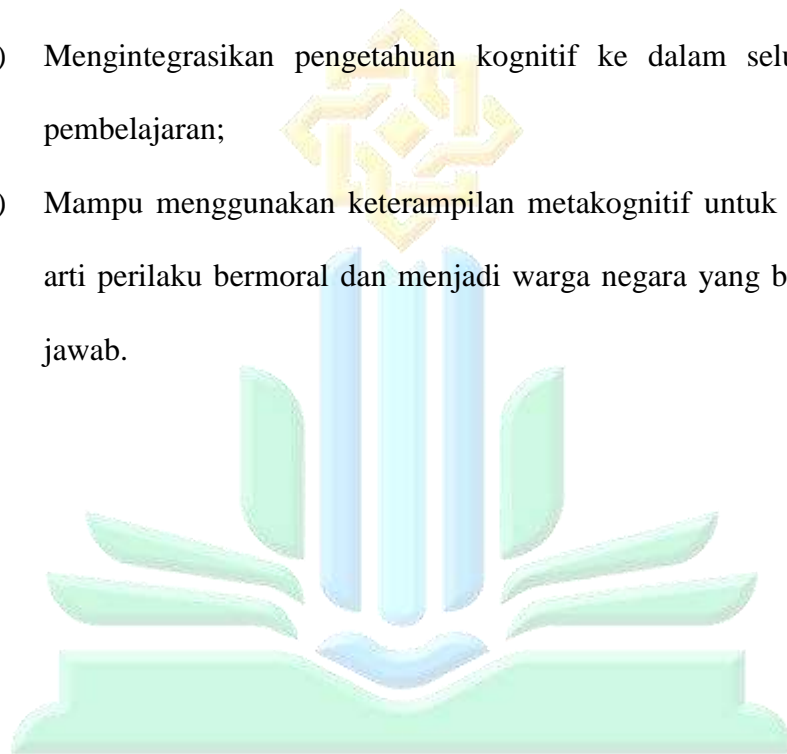 ) Mengintegrasikan pengetahuan kognitif ke dalam selu
pembelajaran;
) Mampu menggunakan keterampilan metakognitif untuk
arti perilaku bermoral dan menjadi warga negara yang b
jawab.